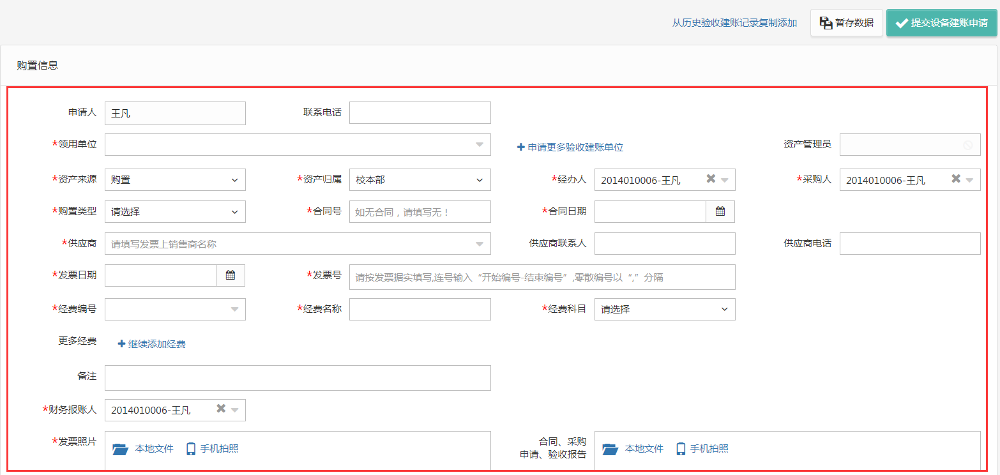 从历史验收建账记录复制添加 暂存数据 提交设备建账申请
购置信息
申请人 王凡 联系电话
*领用单位 申请更多验收建账单位 资产管理员
*资产来源 购置 *资产归属 校本部 *经办人 2014010006-王凡 *采购人 2014010006-王凡
*购置类型 请选择 *合同号 如无合同，请填写无！ *合同日期
*供应商 请填写发票上销售商名称 供应商联系人 供应商电话
*发票日期 *发票号 请按发票据实填写,连号输入“开始编号-结束编号”,零散编号以“,”分隔
*经费编号 *经费名称 *经费科目 请选择
更多经费 继续添加经费
备注
*财务报账人 2014010006-王凡
*发票照片 本地文件 手机拍照 合同、采购
申请、验收报告 本地文件 手机拍照